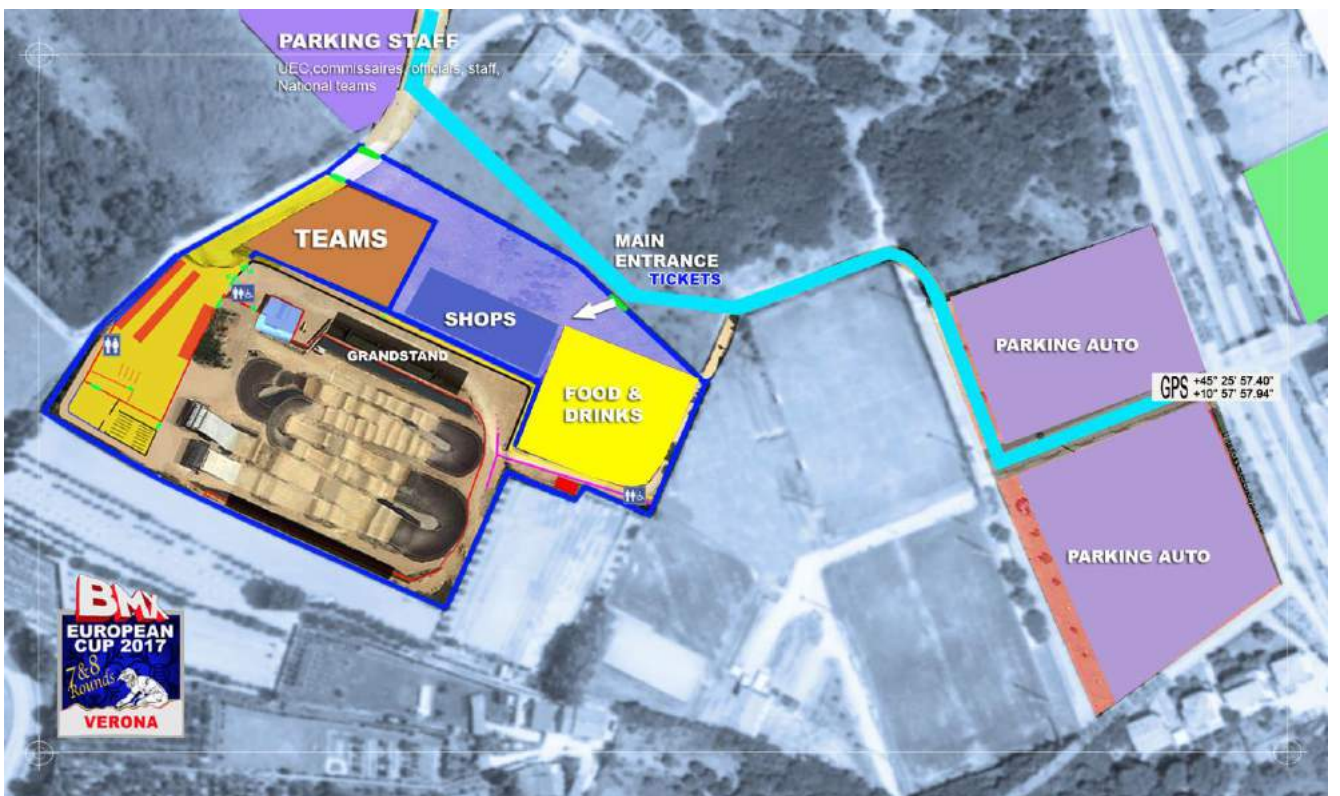 PARKING STAFF
UEC,commissaires, officials, staff,
National teams
TEAMS
MAIN
ENTRANCE
TICKETS
SHOPS
GRANDSTAND
FOOD &
DRINKS
PARKING AUTO
GPS
+45° 25' 57.40"
+10° 57' 57.94"
PARKING AUTO
BMX
EUROPEAN
CUP 2017
7&8
Rounds
VERONA